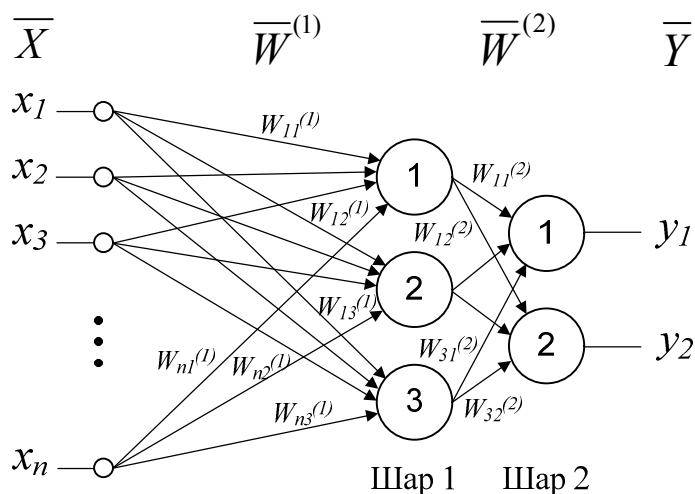 X̅ W̅⁽¹⁾ W̅⁽²⁾ Y̅
x₁
W₁₁⁽¹⁾
x₂
1
W₁₁⁽²⁾
x₃
W₁₂⁽¹⁾
W₁₂⁽²⁾
1
y₁
2
W₁₃⁽¹⁾
Wₙ₁⁽¹⁾
Wₙ₂⁽¹⁾
W₃₁⁽²⁾
2
y₂
3
Wₙ₃⁽¹⁾
W₃₂⁽²⁾
xₙ
Шар 1 Шар 2